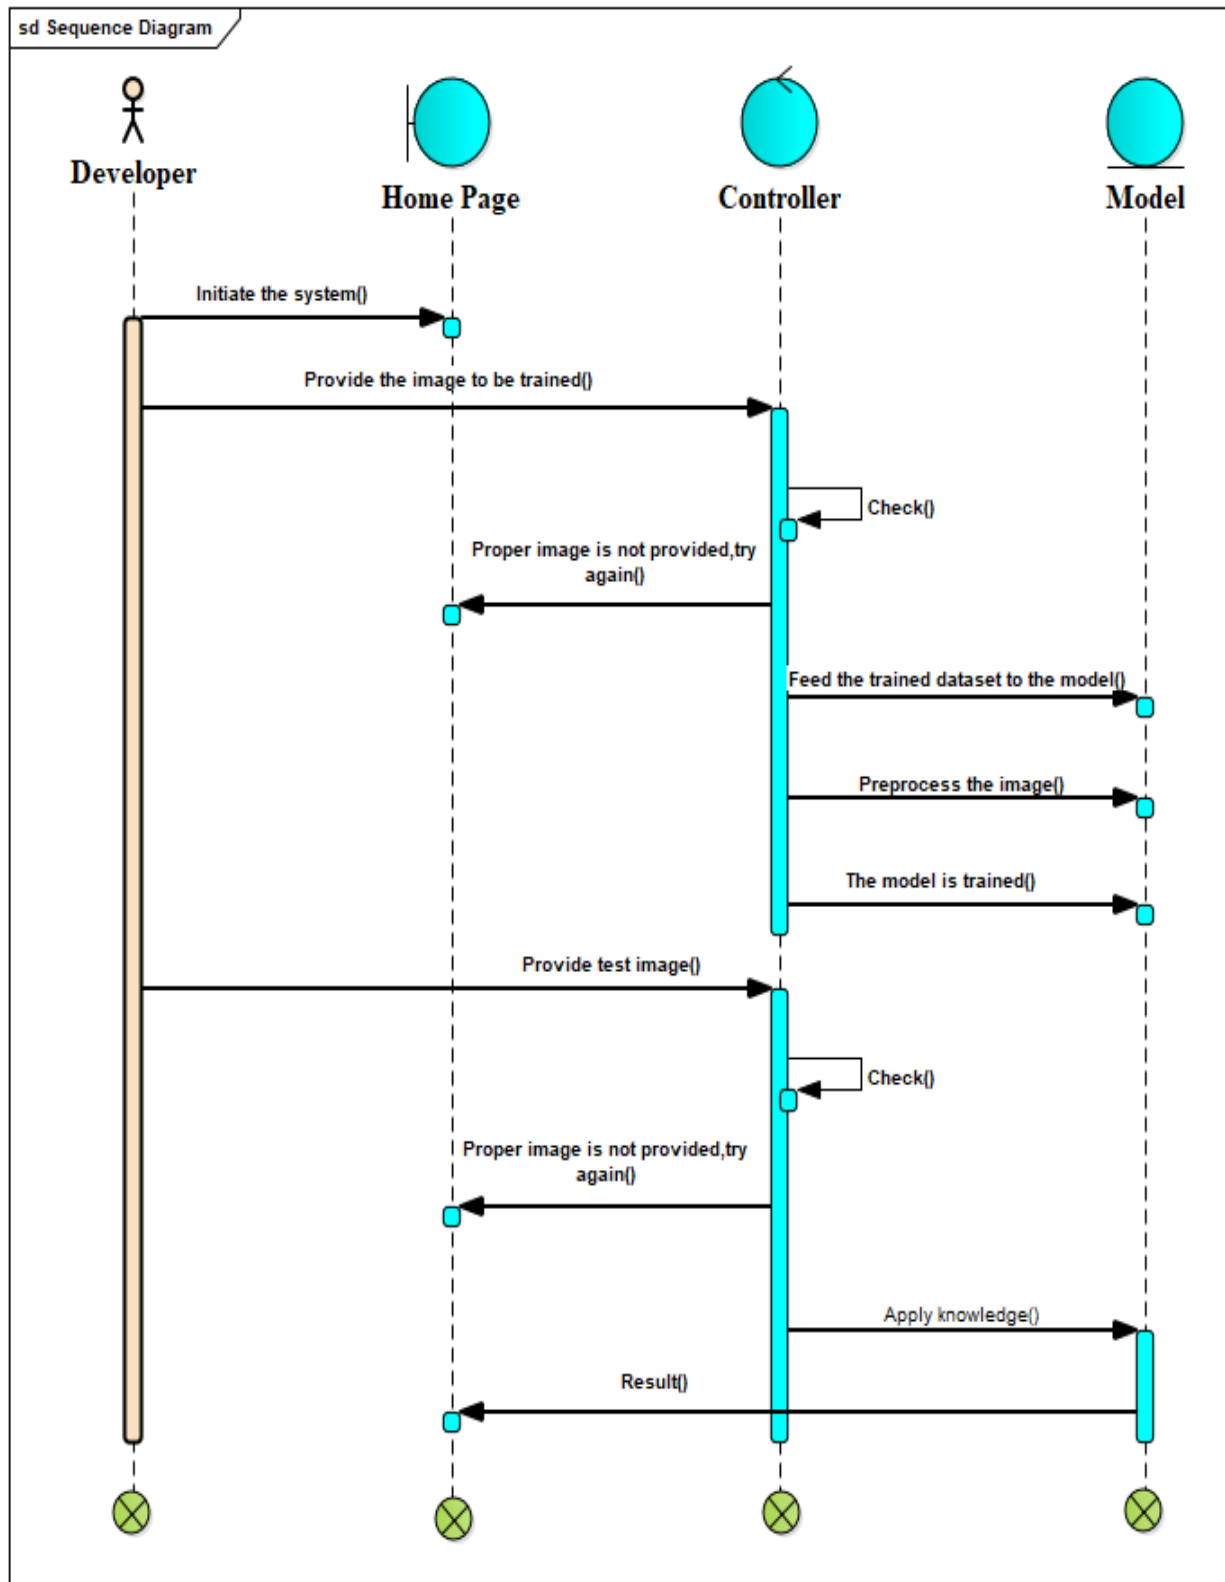 sd Sequence Diagram
Developer
Home Page
Controller
Model
Initiate the system()
Provide the image to be trained()
Check()
Proper image is not provided,try
again()
Feed the trained dataset to the model()
Preprocess the image()
The model is trained()
Provide test image()
Check()
Proper image is not provided,try
again()
Apply knowledge()
Result()